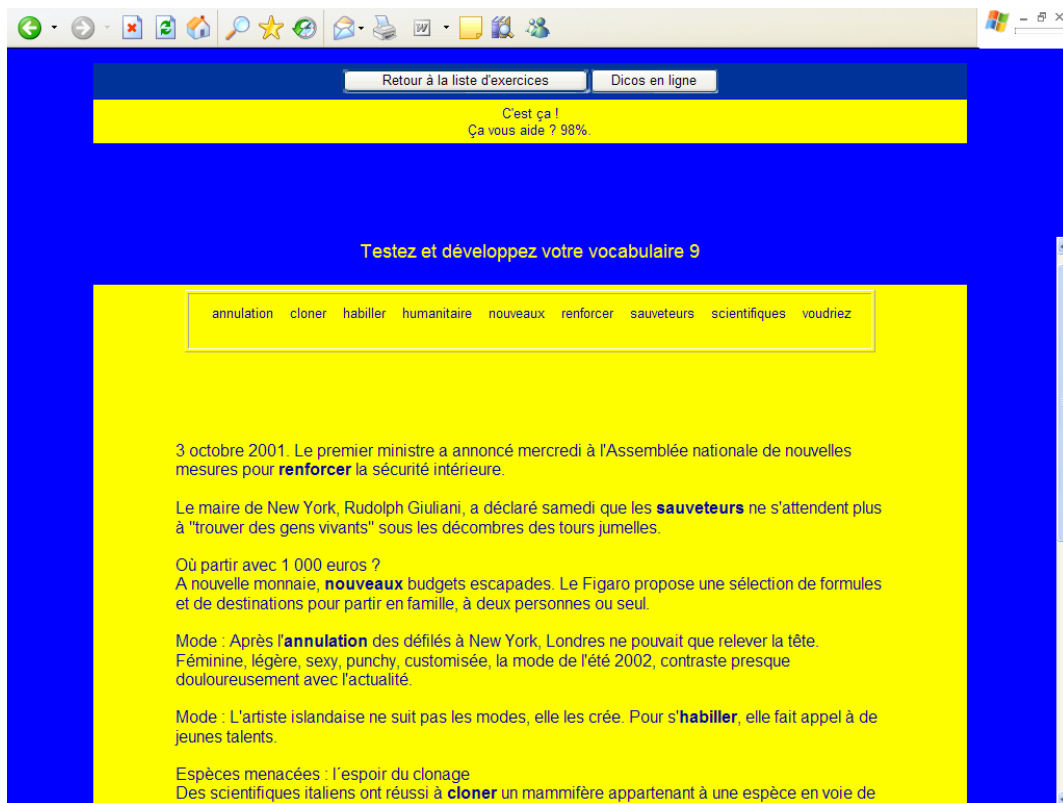 Retour à la liste d'exercices Dicos en ligne
C'est ça !
Ça vous aide ? 98%.
Testez et développez votre vocabulaire 9
annulation cloner habiller humanitaire nouveaux renforcer sauveteurs scientifiques voudriez
3 octobre 2001. Le premier ministre a annoncé mercredi à l'Assemblée nationale de nouvelles
mesures pour renforcer la sécurité intérieure.
Le maire de New York, Rudolph Giuliani, a déclaré samedi que les sauveteurs ne s'attendent plus
à "trouver des gens vivants" sous les décombres des tours jumelles.
Où partir avec 1 000 euros ?
A nouvelle monnaie, nouveaux budgets escapades. Le Figaro propose une sélection de formules
et de destinations pour partir en famille, à deux personnes ou seul.
Mode : Après l'annulation des défilés à New York, Londres ne pouvait que relever la tête.
Féminine, légère, sexy, punchy, customisée, la mode de l'été 2002, contraste presque
douloureusement avec l'actualité.
Mode : L'artiste islandaise ne suit pas les modes, elle les crée. Pour s'habiller, elle fait appel à de
jeunes talents.
Espèces menacées : l´espoir du clonage
Des scientifiques italiens ont réussi à cloner un mammifère appartenant à une espèce en voie de